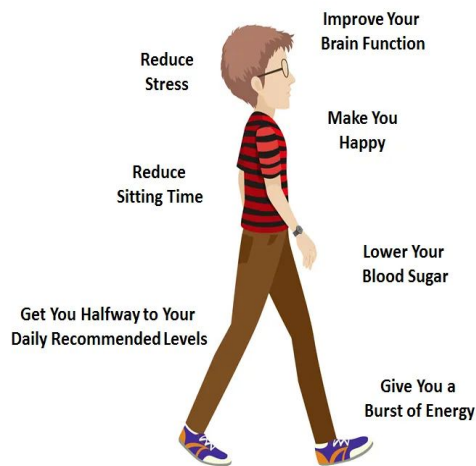 Improve Your
Brain Function
Reduce
Stress
Make You
Happy
Reduce
Sitting Time
Lower Your
Blood Sugar
Get You Halfway to Your
Daily Recommended Levels
Give You a
Burst of Energy